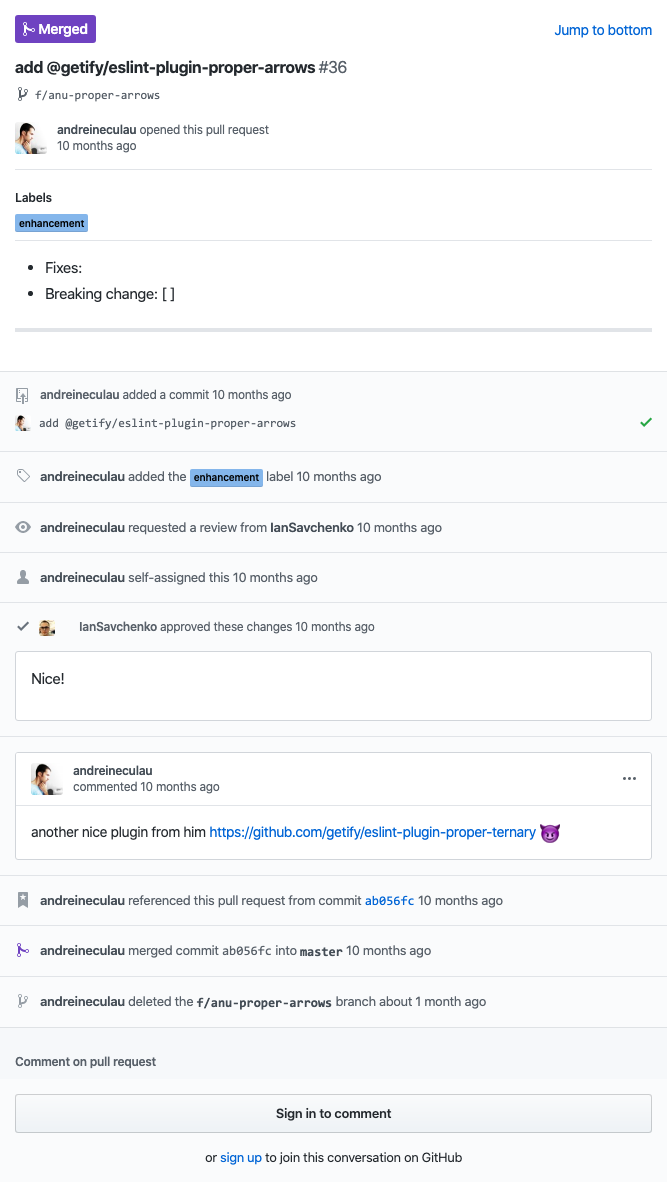 Merged
Jump to bottom
add @getify/eslint-plugin-proper-arrows #36
f/anu-proper-arrows
andreineculau opened this pull request
10 months ago
Labels
enhancement
• Fixes:
• Breaking change: [ ]
andreineculau added a commit 10 months ago
add @getify/eslint-plugin-proper-arrows
andreineculau added the enhancement label 10 months ago
andreineculau requested a review from IanSavchenko 10 months ago
andreineculau self-assigned this 10 months ago
IanSavchenko approved these changes 10 months ago
Nice!
andreineculau
commented 10 months ago
another nice plugin from him https://github.com/getify/eslint-plugin-proper-ternary 😈
andreineculau referenced this pull request from commit ab056fc 10 months ago
andreineculau merged commit ab056fc into master 10 months ago
andreineculau deleted the f/anu-proper-arrows branch about 1 month ago
Comment on pull request
Sign in to comment
or sign up to join this conversation on GitHub